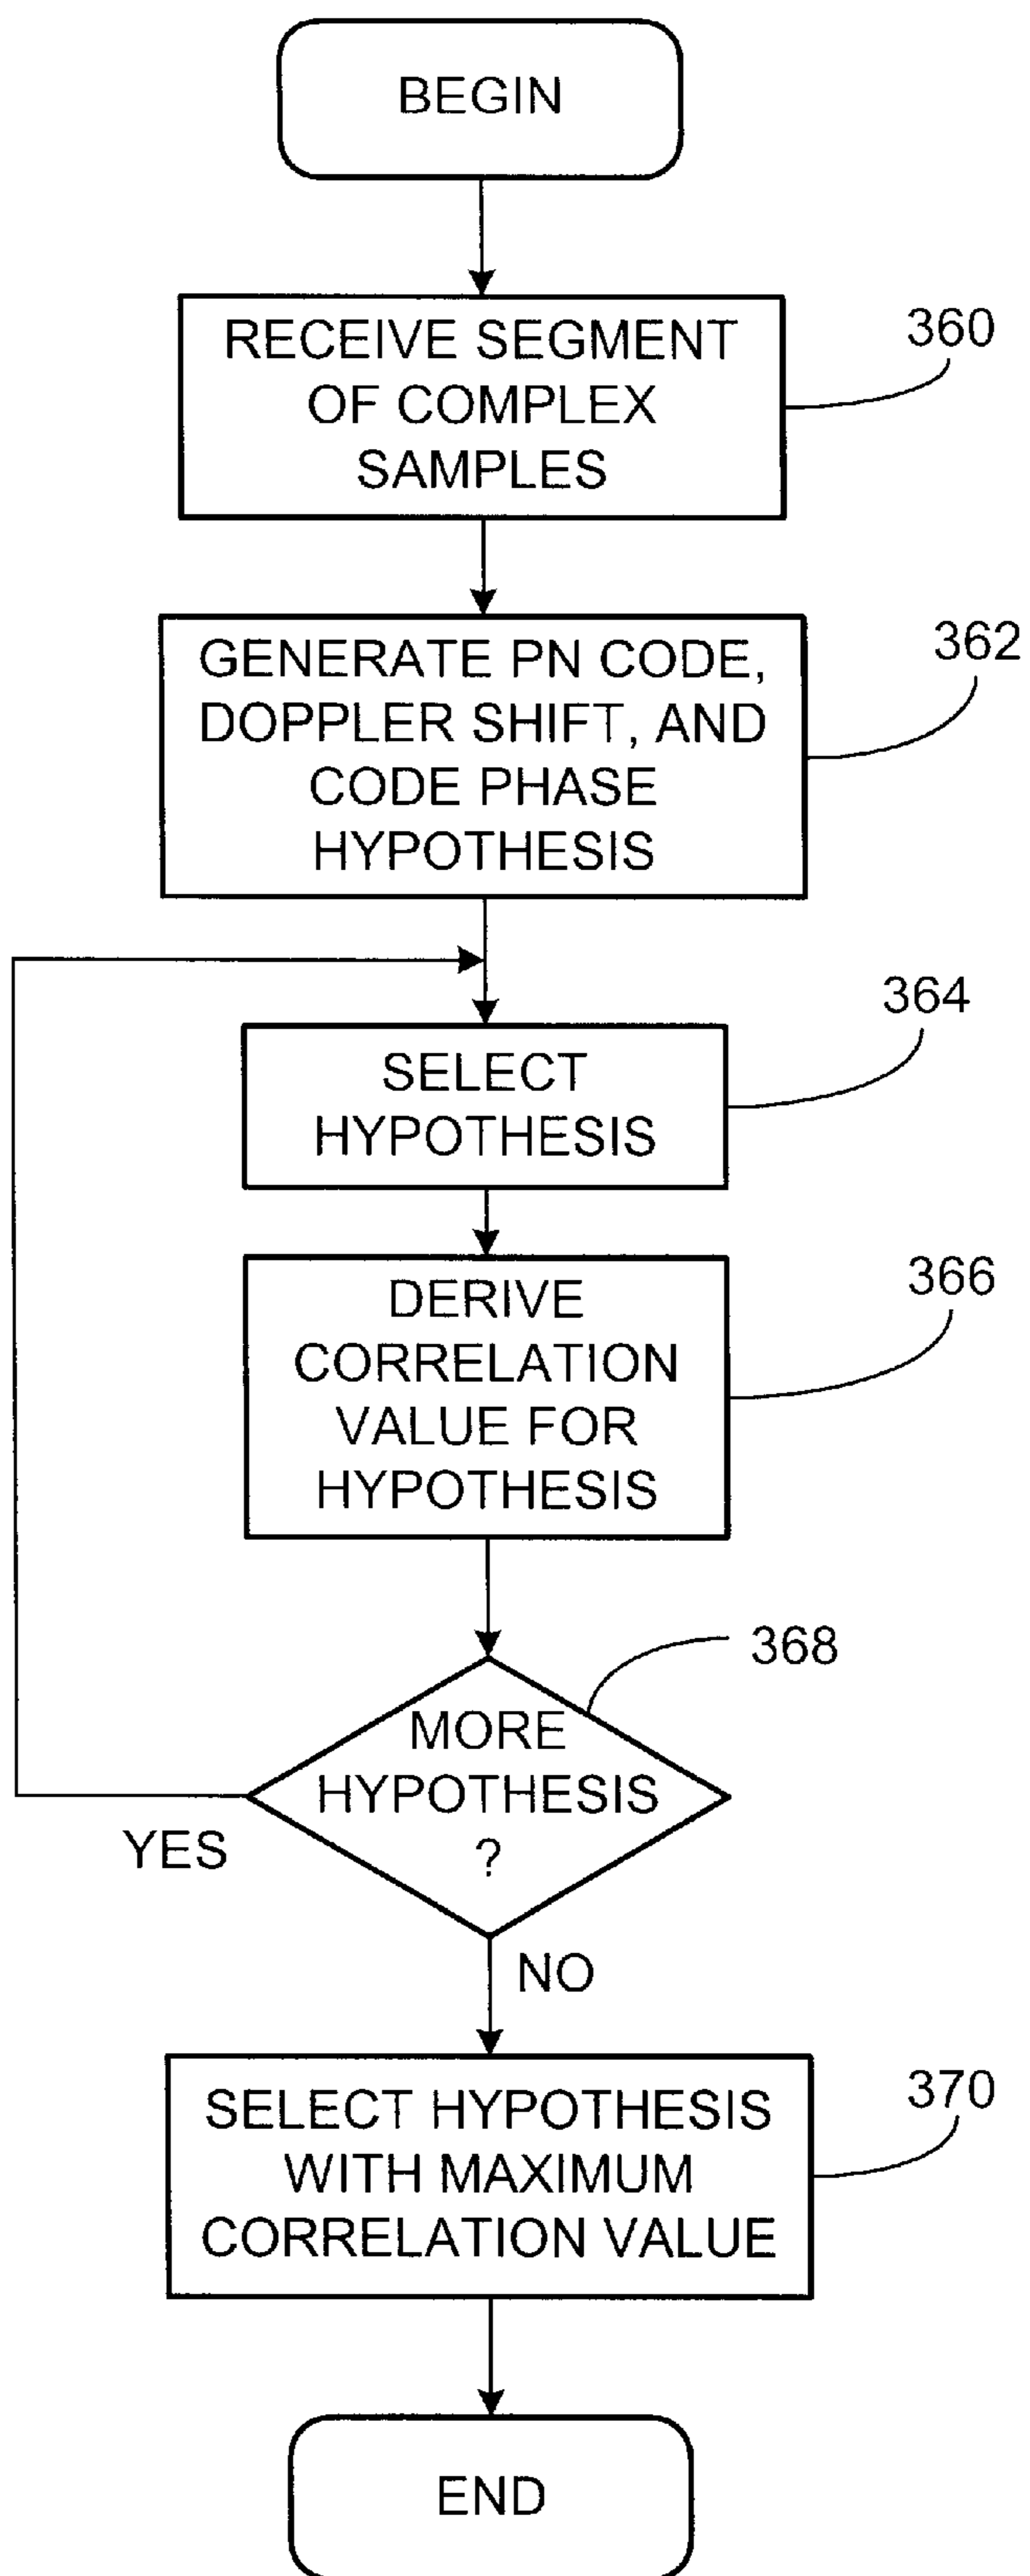 BEGIN
RECEIVE SEGMENT
OF COMPLEX
SAMPLES
360
GENERATE PN CODE,
DOPPLER SHIFT, AND
CODE PHASE
HYPOTHESIS
362
SELECT
HYPOTHESIS
364
DERIVE
CORRELATION
VALUE FOR
HYPOTHESIS
366
MORE
HYPOTHESIS
?
368
YES
NO
SELECT HYPOTHESIS
WITH MAXIMUM
CORRELATION VALUE
370
END